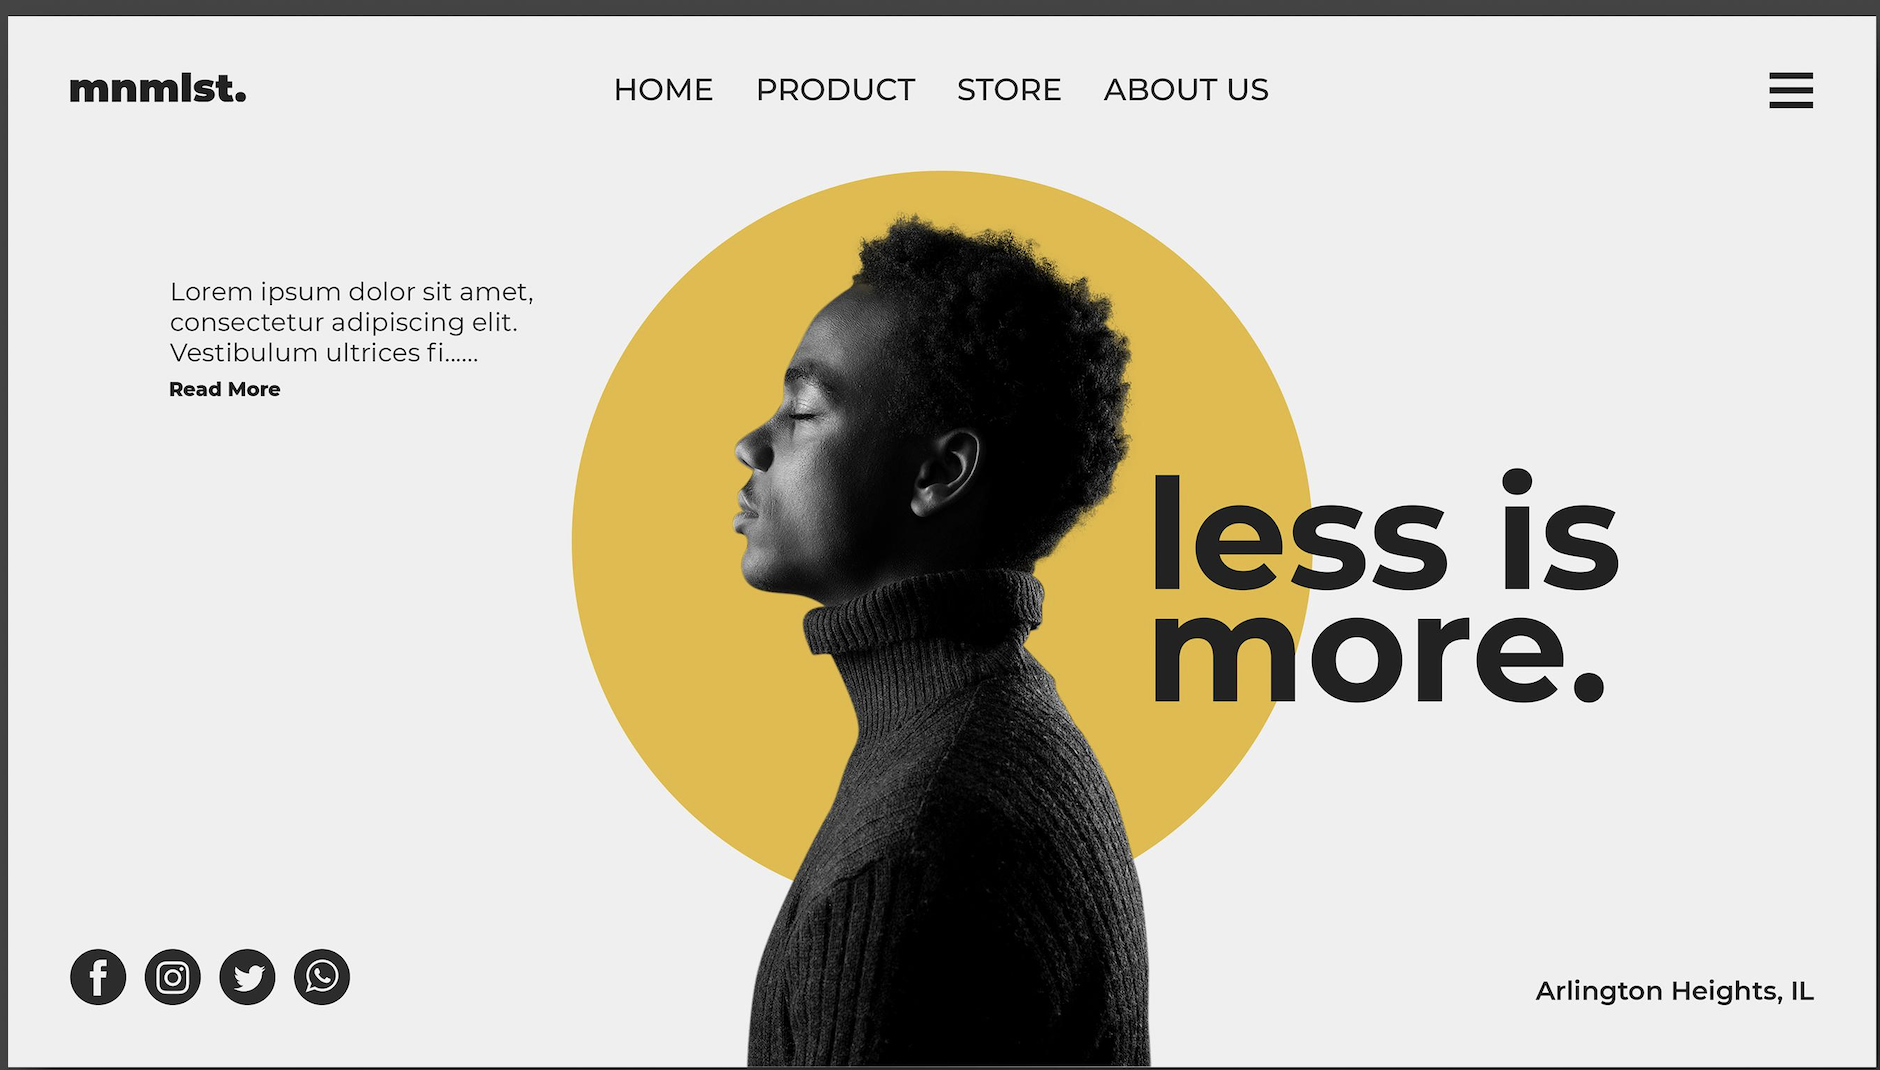 mnmlst.
HOME PRODUCT STORE ABOUT US
Lorem ipsum dolor sit amet,
consectetur adipiscing elit.
Vestibulum ultrices fi......
Read More
less is
more.
Arlington Heights, IL